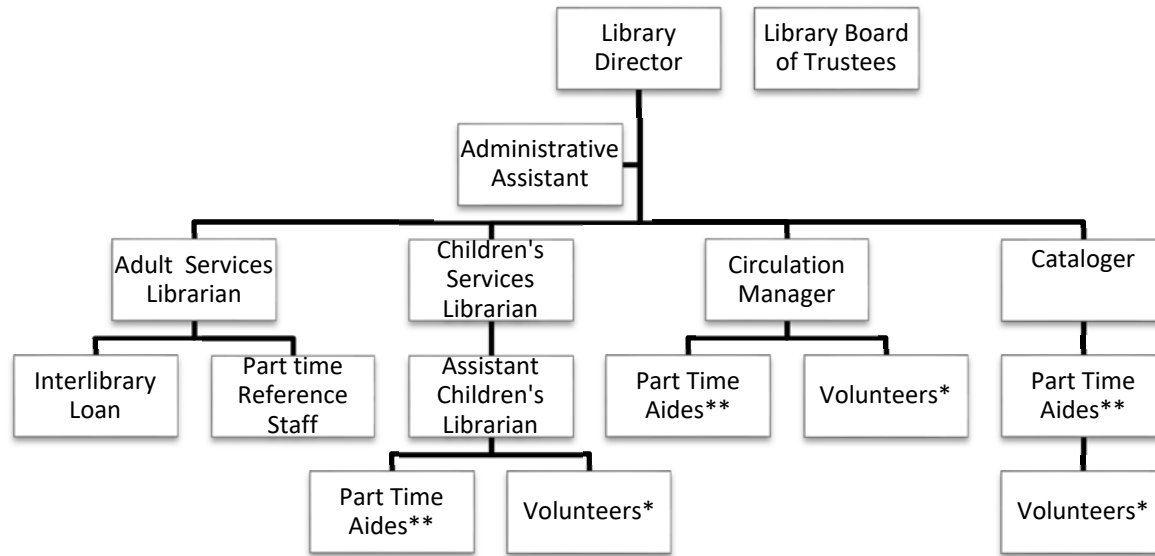 Library
Director
Library Board
of Trustees
Administrative
Assistant
Adult  Services
Librarian
Children's
Services
Librarian
Circulation
Manager
Cataloger
Interlibrary
Loan
Part time
Reference
Staff
Assistant
Children's
Librarian
Part Time
Aides**
Volunteers*
Part Time
Aides**
Part Time
Aides**
Volunteers*
Volunteers*